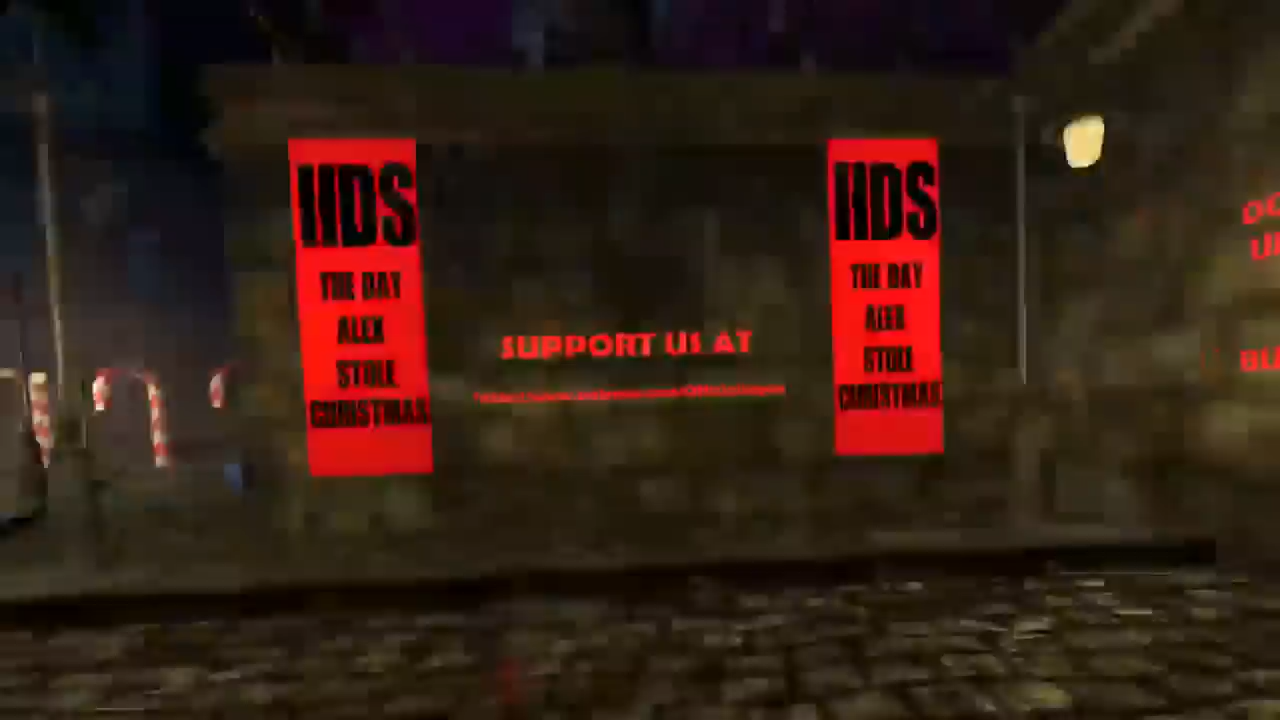 HDS
THE DAY
ALEX
STOLE
CHRISTMAS
SUPPORT US AT
HDS
THE DAY
ALEX
STOLE
CHRISTMAS